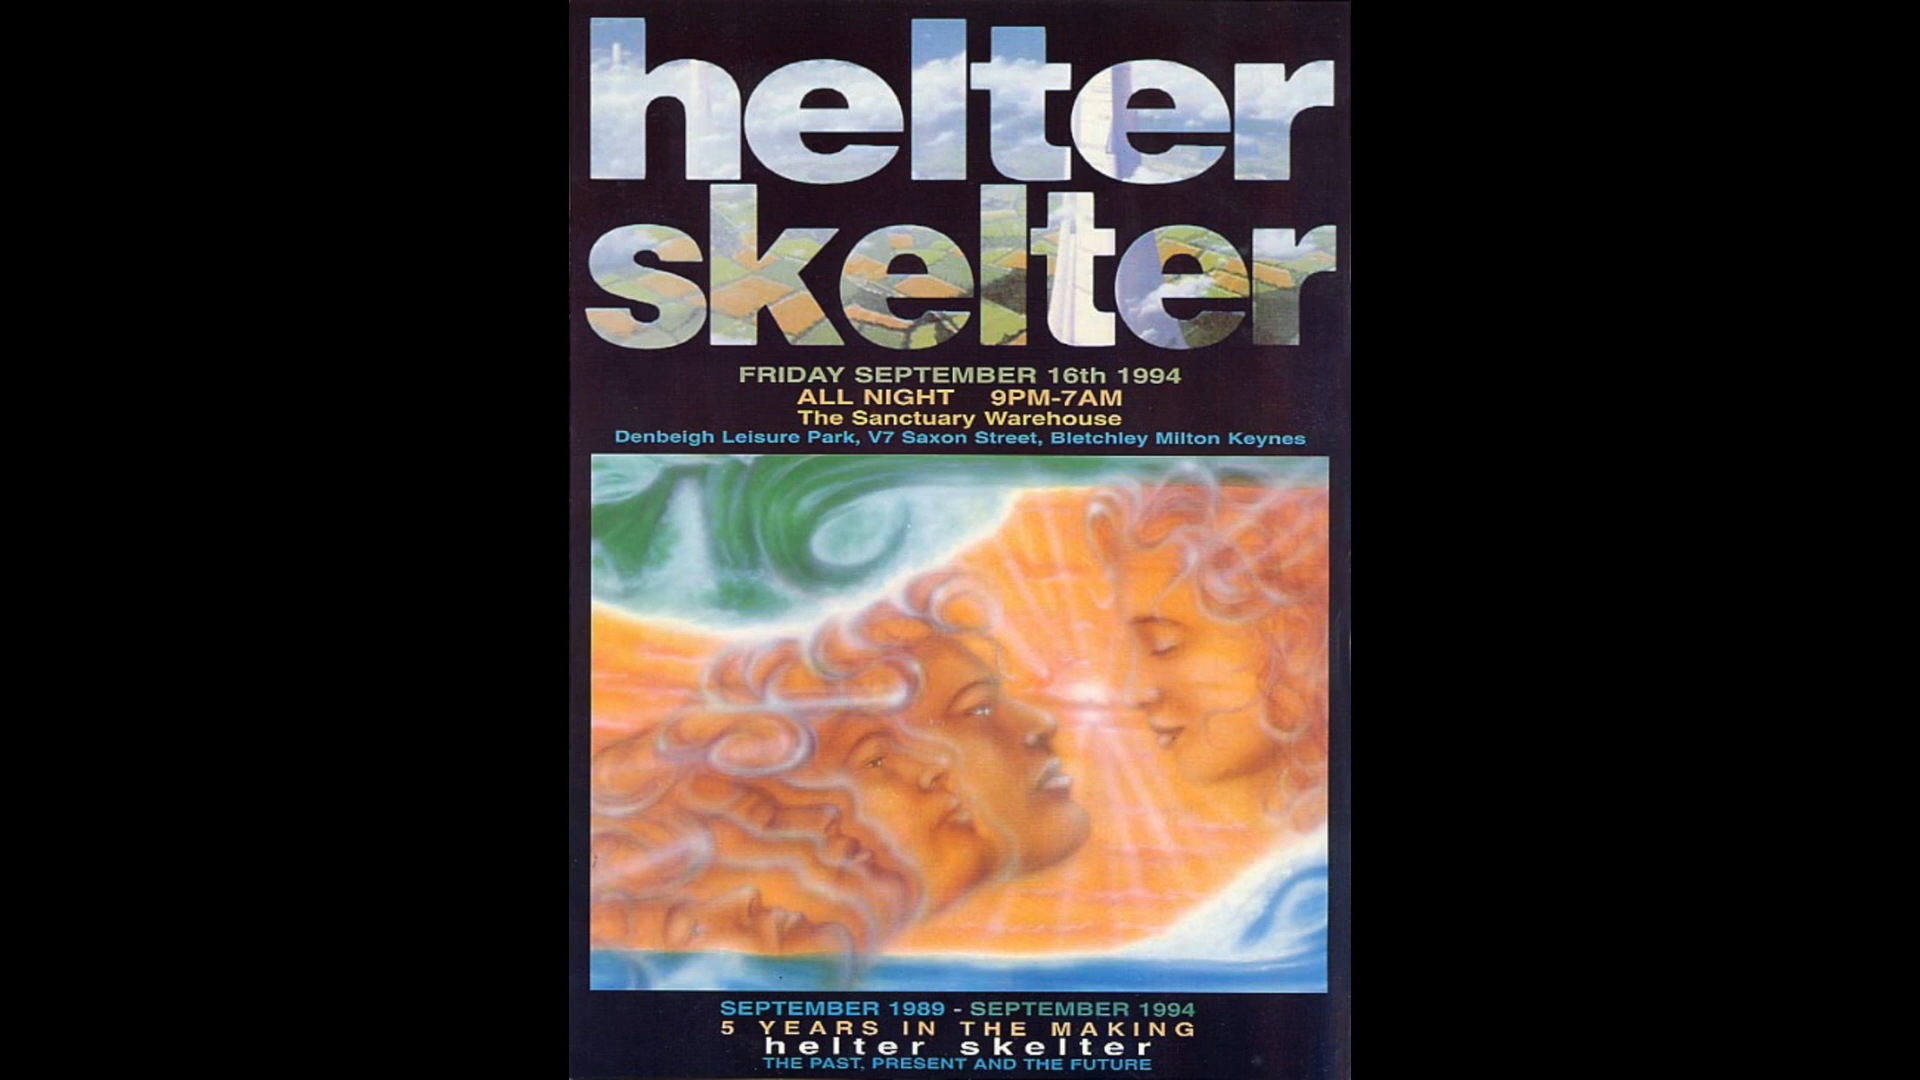 helter
skelter
FRIDAY SEPTEMBER 16th 1994
ALL NIGHT 9PM-7AM
The Sanctuary Warehouse
Denbeigh Leisure Park, V7 Saxon Street, Bletchley Milton Keynes
SEPTEMBER 1989 - SEPTEMBER 1994
5 YEARS IN THE MAKING
helter skelter
THE PAST, PRESENT AND THE FUTURE